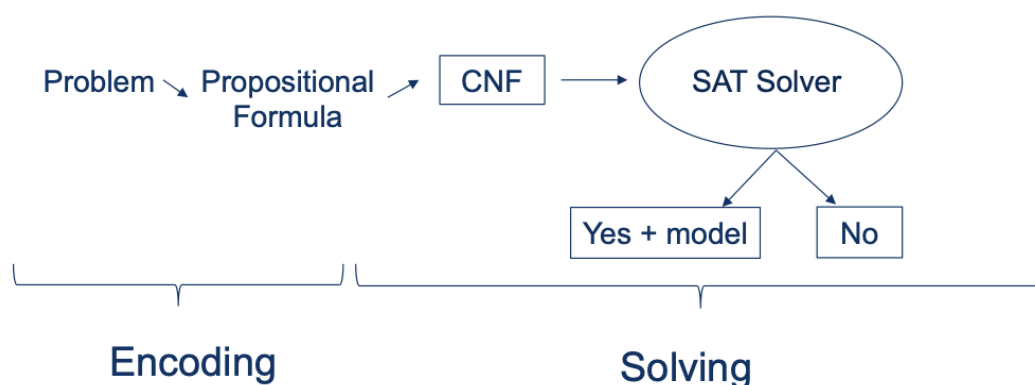 Problem
Propositional
Formula
CNF
SAT Solver
Yes + model
No
Encoding
Solving